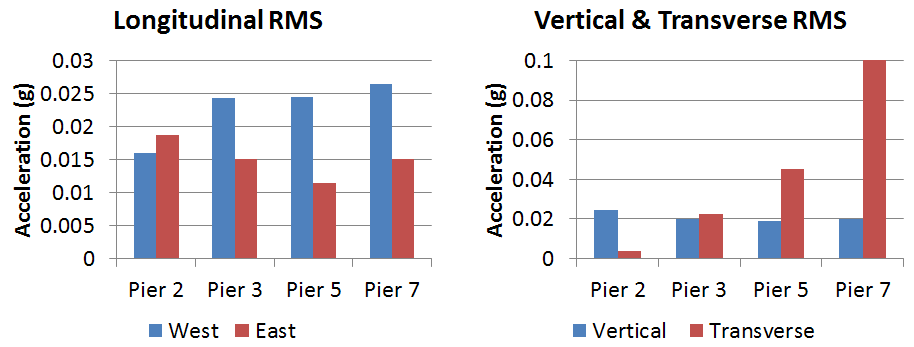 Longitudinal RMS
Acceleration (g)
0.03
0.025
0.02
0.015
0.01
0.005
0
Pier 2 Pier 3 Pier 5 Pier 7
West East
Vertical & Transverse RMS
Acceleration (g)
0.1
0.08
0.06
0.04
0.02
0
Pier 2 Pier 3 Pier 5 Pier 7
Vertical Transverse